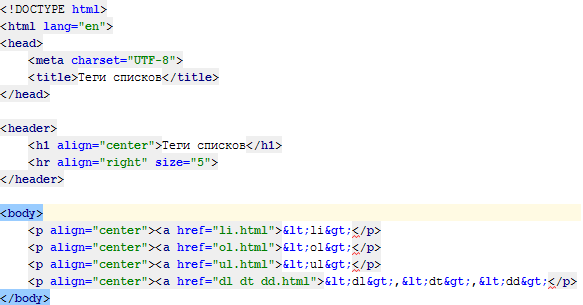 <!DOCTYPE html>
<html lang="en">
<head>
    <meta charset="UTF-8">
    <title>Теги списков</title>
</head>

<header>
    <h1 align="center">Теги списков</h1>
    <hr align="right" size="5">
</header>

<body>
    <p align="center"><a href="li.html">&lt;li&gt;</p>
    <p align="center"><a href="ol.html">&lt;ol&gt;</p>
    <p align="center"><a href="ul.html">&lt;ul&gt;</p>
    <p align="center"><a href="dl dt dd.html">&lt;dl&gt;,&lt;dt&gt;,&lt;dd&gt;</p>
</body>